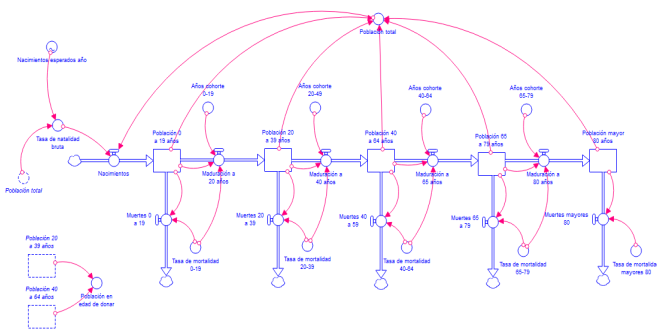 Población total
Nacimientos esperados año
Años cohorte
0-19
Años cohorte
20-49
Años cohorte
40-64
Años cohorte
65-79
Tasa de natalidad
bruta
Población 0
a 19 años
Población 20
a 39 años
Población 40
a 64 años
Población 65
a 79 años
Población mayor
80 años
Población total
Nacimientos
Maduración a
20 años
Maduración a
40 años
Maduración a
65 años
Maduración a
80 años
Muertes 0
a 19
Muertes 20
a 39
Muertes 40
a 59
Muertes 65
a 79
Muertes mayores
80
Tasa de mortalidad
0-19
Tasa de mortalidad
20-39
Tasa de mortalidad
40-64
Tasa de mortalidad
65-79
Tasa de mortalidad
mayores 80
Población 20
a 39 años
Población 40
a 64 años
Población en
edad de donar